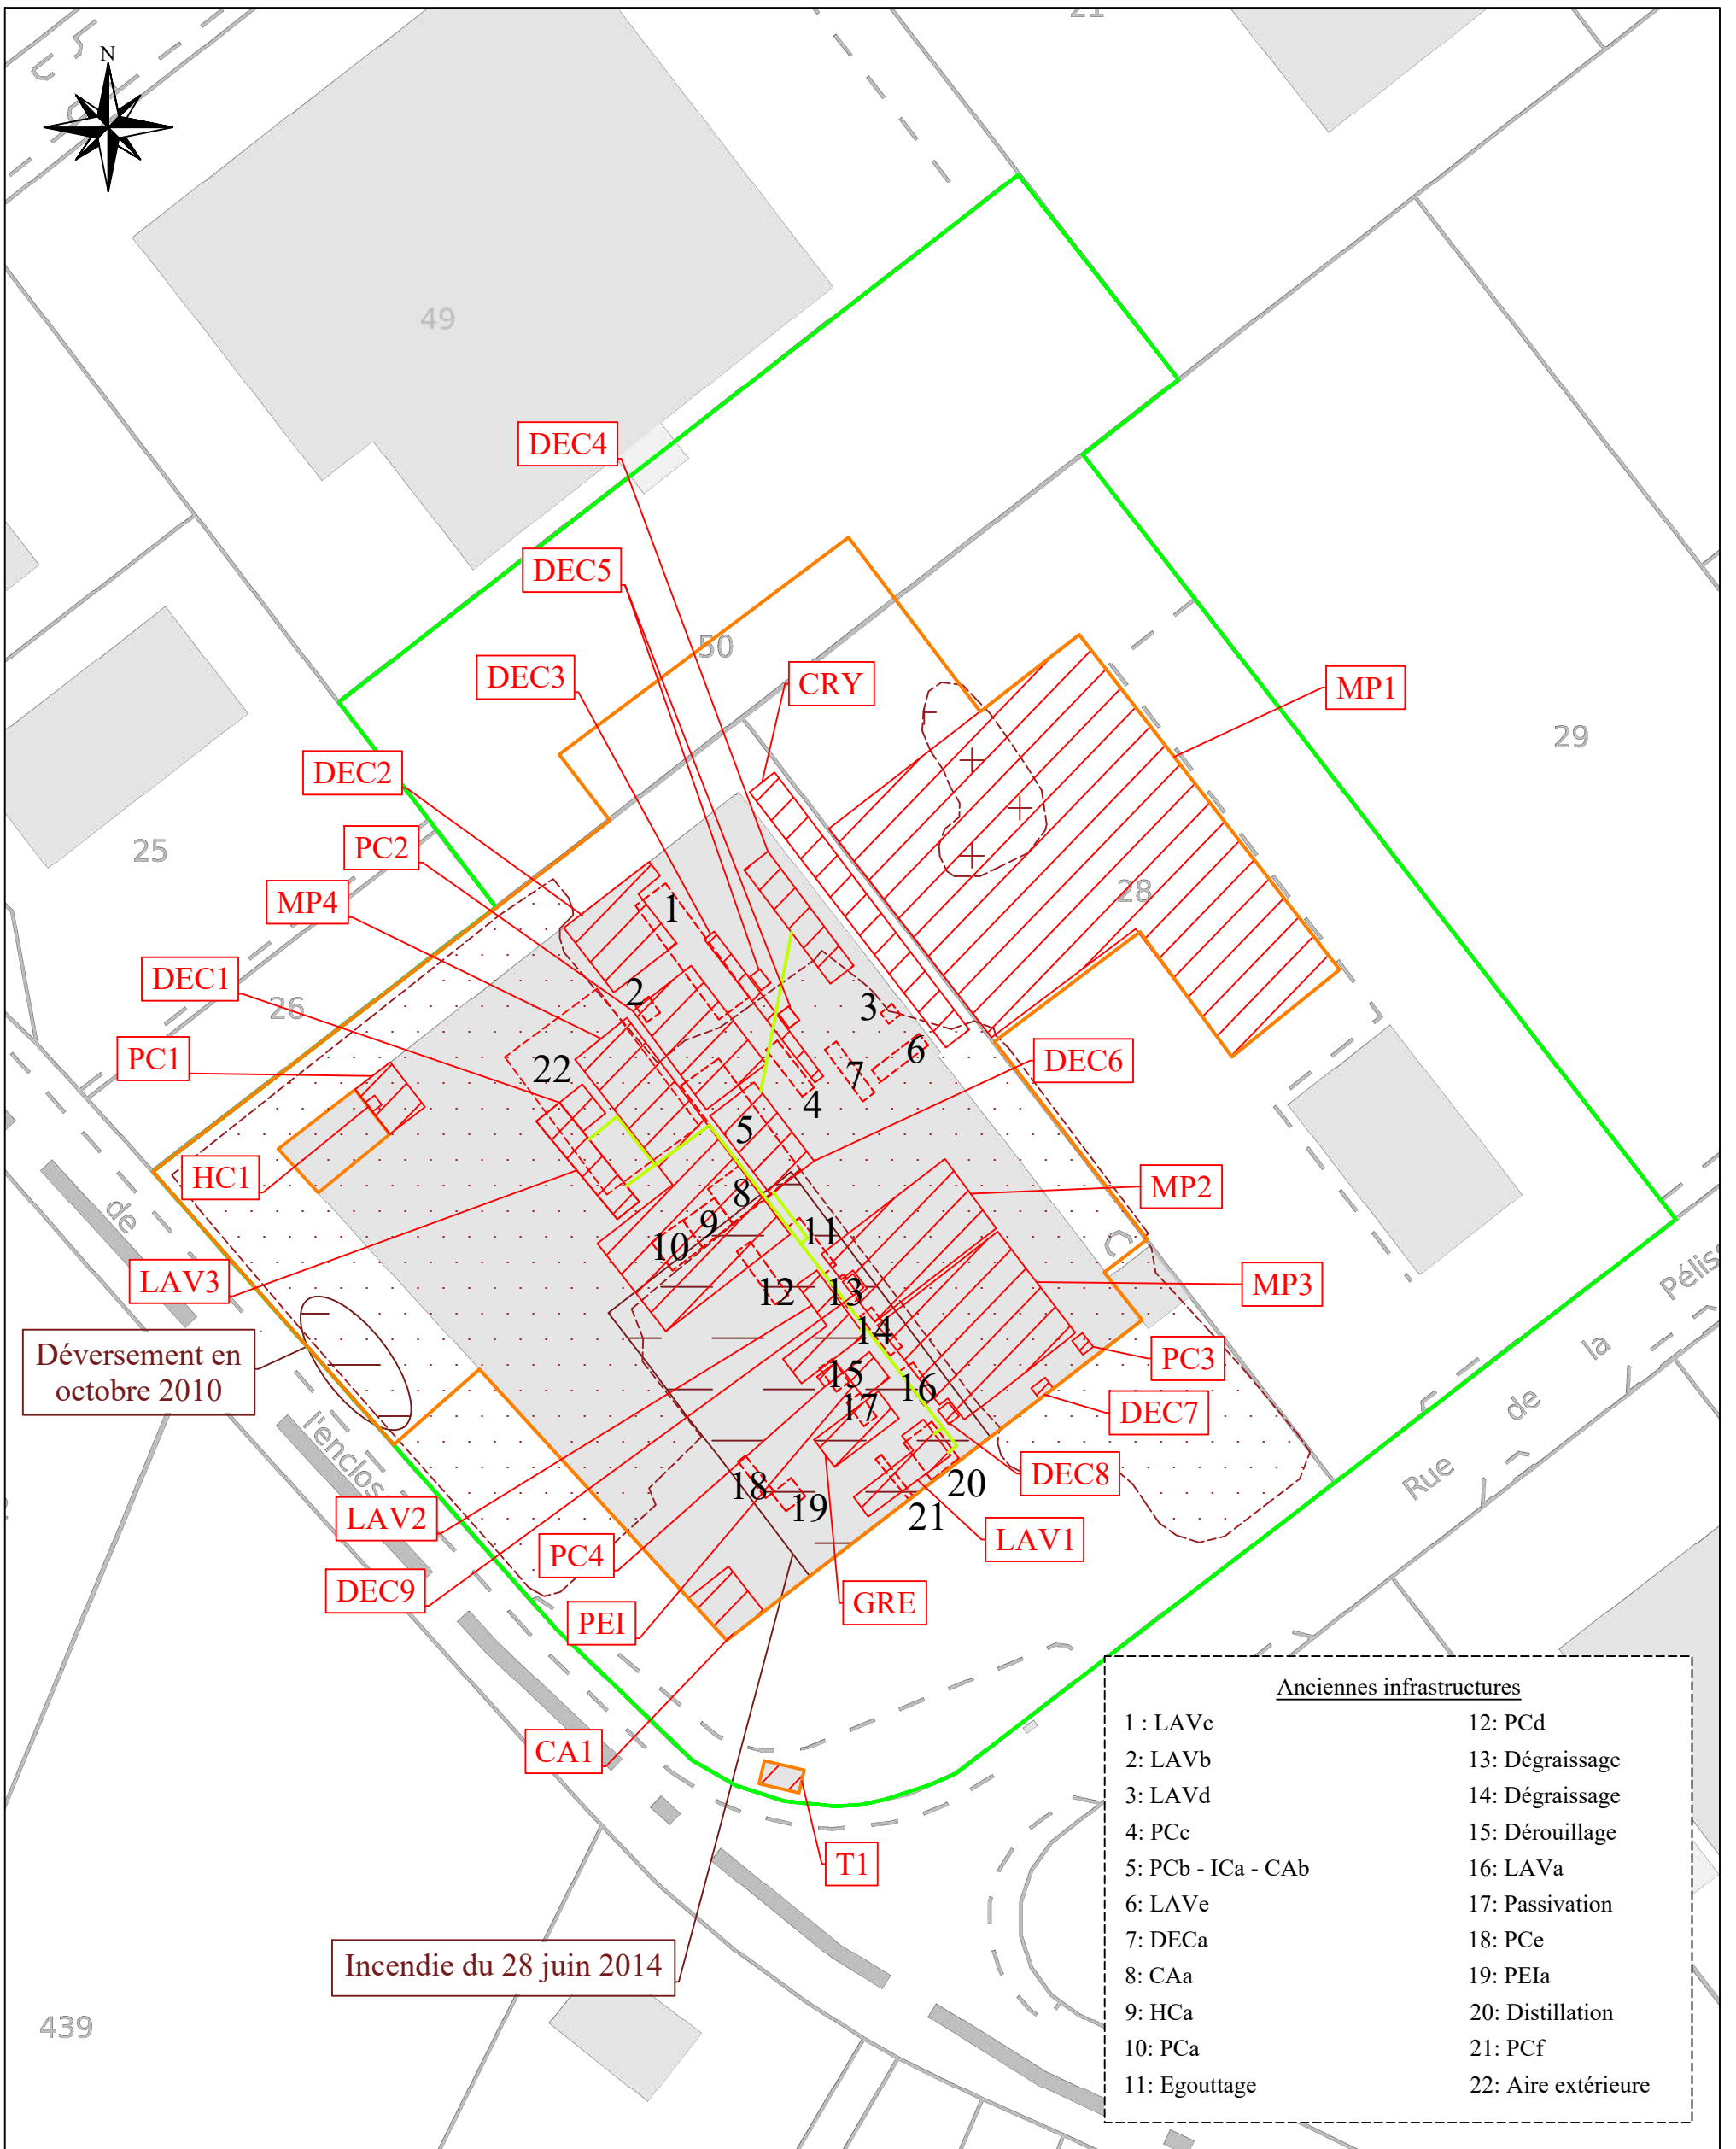 N
21
49
DEC4
DEC5
50
DEC3
CRY
MP1
29
DEC2
PC2
25
28
MP4
1
DEC1
2
26
3
PC1
6
DEC6
22
7
4
5
HC1
MP2
de
8
9
11
10
LAV3
MP3
Déversement en
octobre 2010
12
13
14
la
PC3
15
16
17
de
DEC7
l'enclos
Rue
DEC8
18
19
20
21
LAV2
LAV1
PC4
DEC9
GRE
PEI
CA1
T1
Incendie du 28 juin 2014
439
Anciennes infrastructures
1 : LAVc
2: LAVb
3: LAVd
4: PCc
5: PCb - ICa - CAb
6: LAVe
7: DECa
8: CAa
9: HCa
10: PCa
11: Egouttage
12: PCd
13: Dégraissage
14: Dégraissage
15: Dérouillage
16: LAVa
17: Passivation
18: PCe
19: PEIa
20: Distillation
21: PCf
22: Aire extérieure